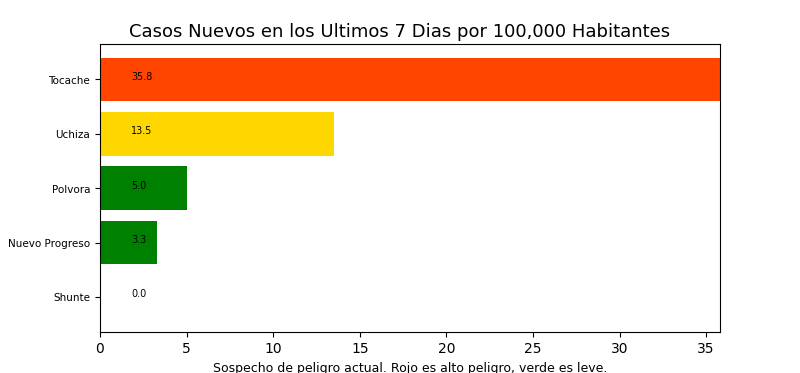 Casos Nuevos en los Ultimos 7 Dias por 100,000 Habitantes
Tocache 35.8
Uchiza 13.5
Polvora 5.0
Nuevo Progreso 3.3
Shunte 0.0
0 5 10 15 20 25 30 35
Sospecho de peligro actual. Rojo es alto peligro, verde es leve.